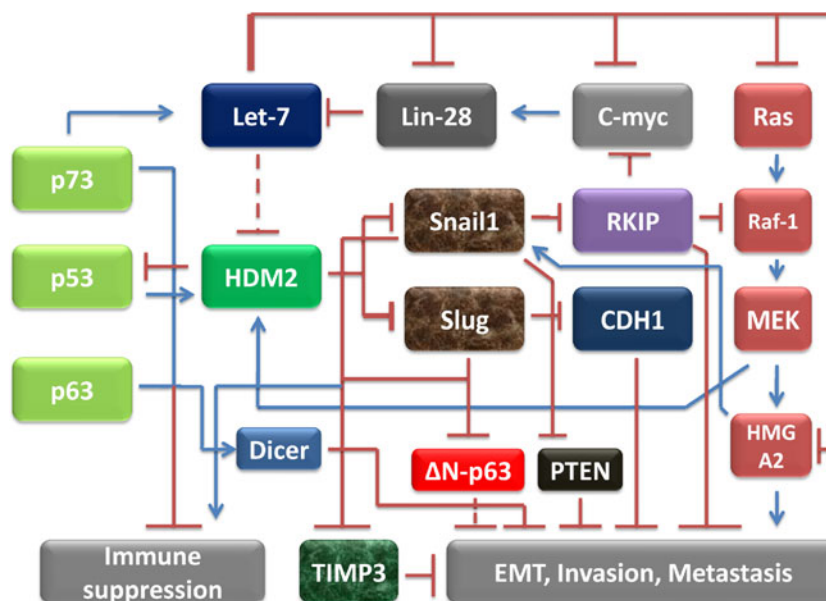 Let-7
Lin-28
C-myc
Ras
p73
Snail1
RKIP
Raf-1
p53
HDM2
Slug
CDH1
MEK
p63
Dicer
ΔN-p63
PTEN
HMG
A2
Immune
suppression
TIMP3
EMT, Invasion, Metastasis